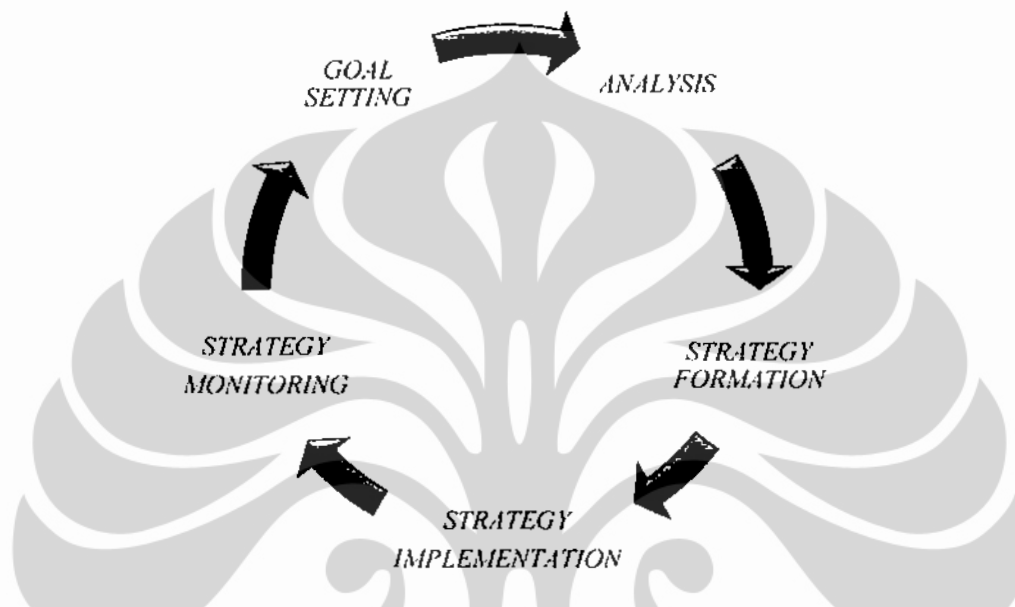 GOAL
SETTING
ANALYSIS
STRATEGY
FORMATION
STRATEGY
IMPLEMENTATION
STRATEGY
MONITORING